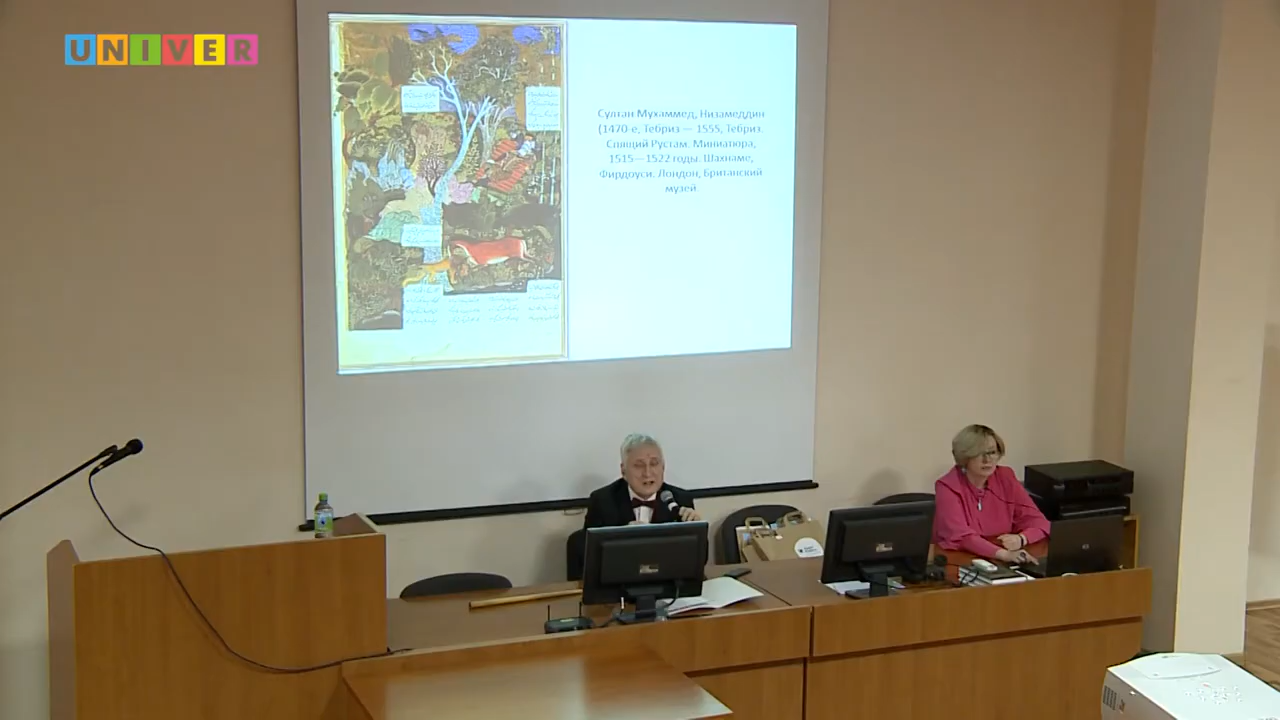 UNIVER
Султан Мухаммед, Низамеддин
(1470-е, Тебриз — 1555, Тебриз.
Спящий Рустам. Миниатюра,
1515—1522 годы. Шахнаме,
Фирдоуси. Лондон, Британский
музей